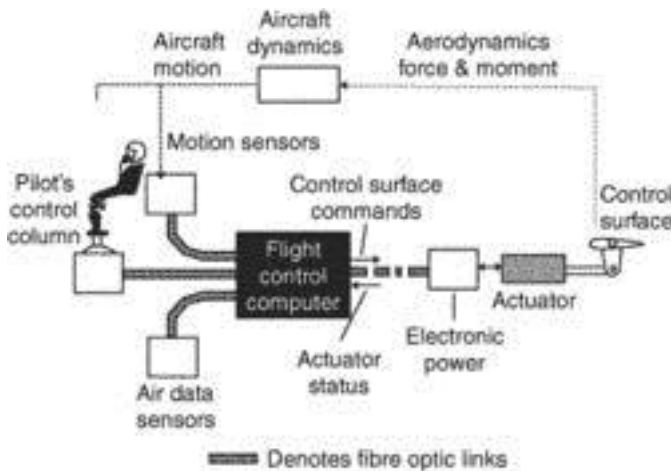 Aircraft
dynamics
Aircraft
motion
Aerodynamics
force & moment
Motion sensors
Pilot's
control
column
Control surface
commands
Control
surface
Flight
control
computer
Actuator
Electronic
power
Actuator
status
Air data
sensors
Denotes fibre optic links